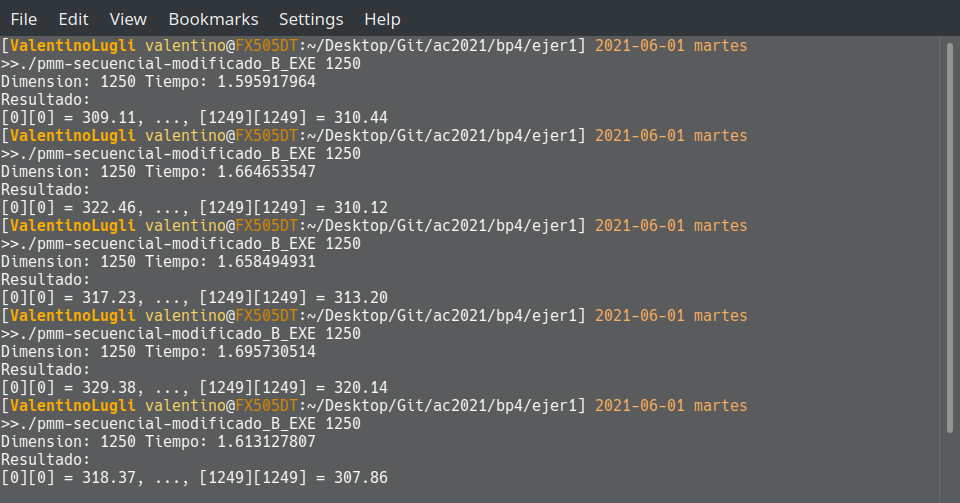 File Edit View Bookmarks Settings Help
[ValentinoLugli valentino@FX505DT:~/Desktop/Git/ac2021/bp4/ejer1] 2021-06-01 martes
>>./pmm-secuencial-modificado_B_EXE 1250
Dimension: 1250 Tiempo: 1.595917964
Resultado:
[0][0] = 309.11, ..., [1249][1249] = 310.44
[ValentinoLugli valentino@FX505DT:~/Desktop/Git/ac2021/bp4/ejer1] 2021-06-01 martes
>>./pmm-secuencial-modificado_B_EXE 1250
Dimension: 1250 Tiempo: 1.664653547
Resultado:
[0][0] = 322.46, ..., [1249][1249] = 310.12
[ValentinoLugli valentino@FX505DT:~/Desktop/Git/ac2021/bp4/ejer1] 2021-06-01 martes
>>./pmm-secuencial-modificado_B_EXE 1250
Dimension: 1250 Tiempo: 1.658494931
Resultado:
[0][0] = 317.23, ..., [1249][1249] = 313.20
[ValentinoLugli valentino@FX505DT:~/Desktop/Git/ac2021/bp4/ejer1] 2021-06-01 martes
>>./pmm-secuencial-modificado_B_EXE 1250
Dimension: 1250 Tiempo: 1.695730514
Resultado:
[0][0] = 329.38, ..., [1249][1249] = 320.14
[ValentinoLugli valentino@FX505DT:~/Desktop/Git/ac2021/bp4/ejer1] 2021-06-01 martes
>>./pmm-secuencial-modificado_B_EXE 1250
Dimension: 1250 Tiempo: 1.613127807
Resultado:
[0][0] = 318.37, ..., [1249][1249] = 307.86